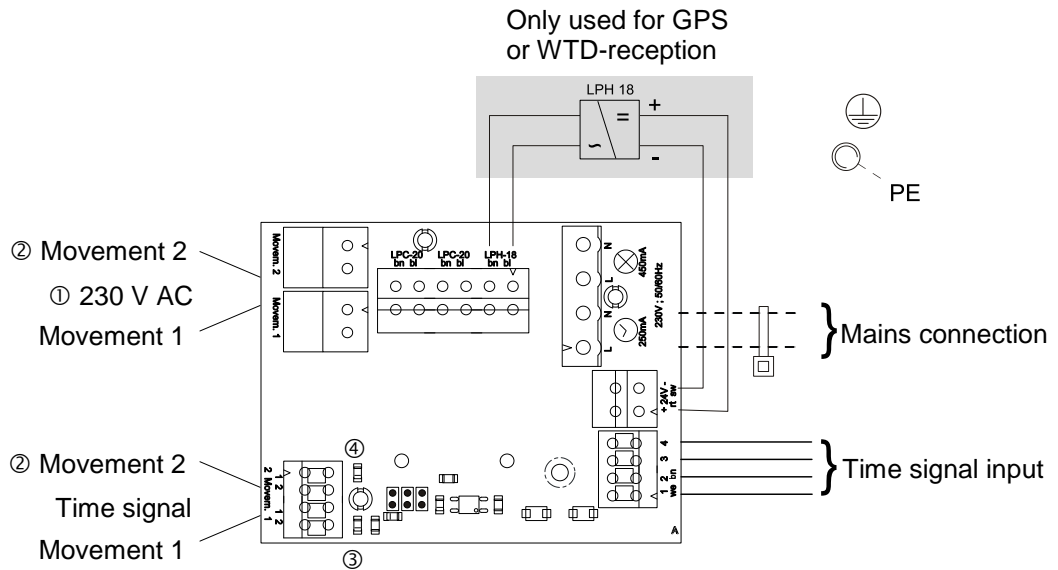 Only used for GPS
or WTD-reception
LPH 18
+
=
~
-
PE
② Movement 2
① 230 V AC
Movement 1
Movem. 2
Movem. 1
LPC-20 LPC-20 LPH-18
bn bl bn bl bn bl
N
L
N
L
450mA
250mA
230V ; 50/60Hz
Mains connection
+ 24V -
rt sw
④
② Movement 2
Time signal
Movement 1
2 Movem. 1
1 2 1 2
4
3
2 bn
1 we
Time signal input
A
③